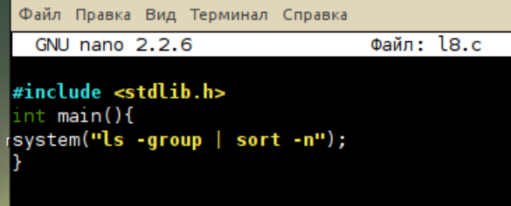 Файл Правка Вид Терминал Справка
GNU nano 2.2.6 Файл: l8.c
#include <stdlib.h>
int main(){
system("ls -group | sort -n");
}